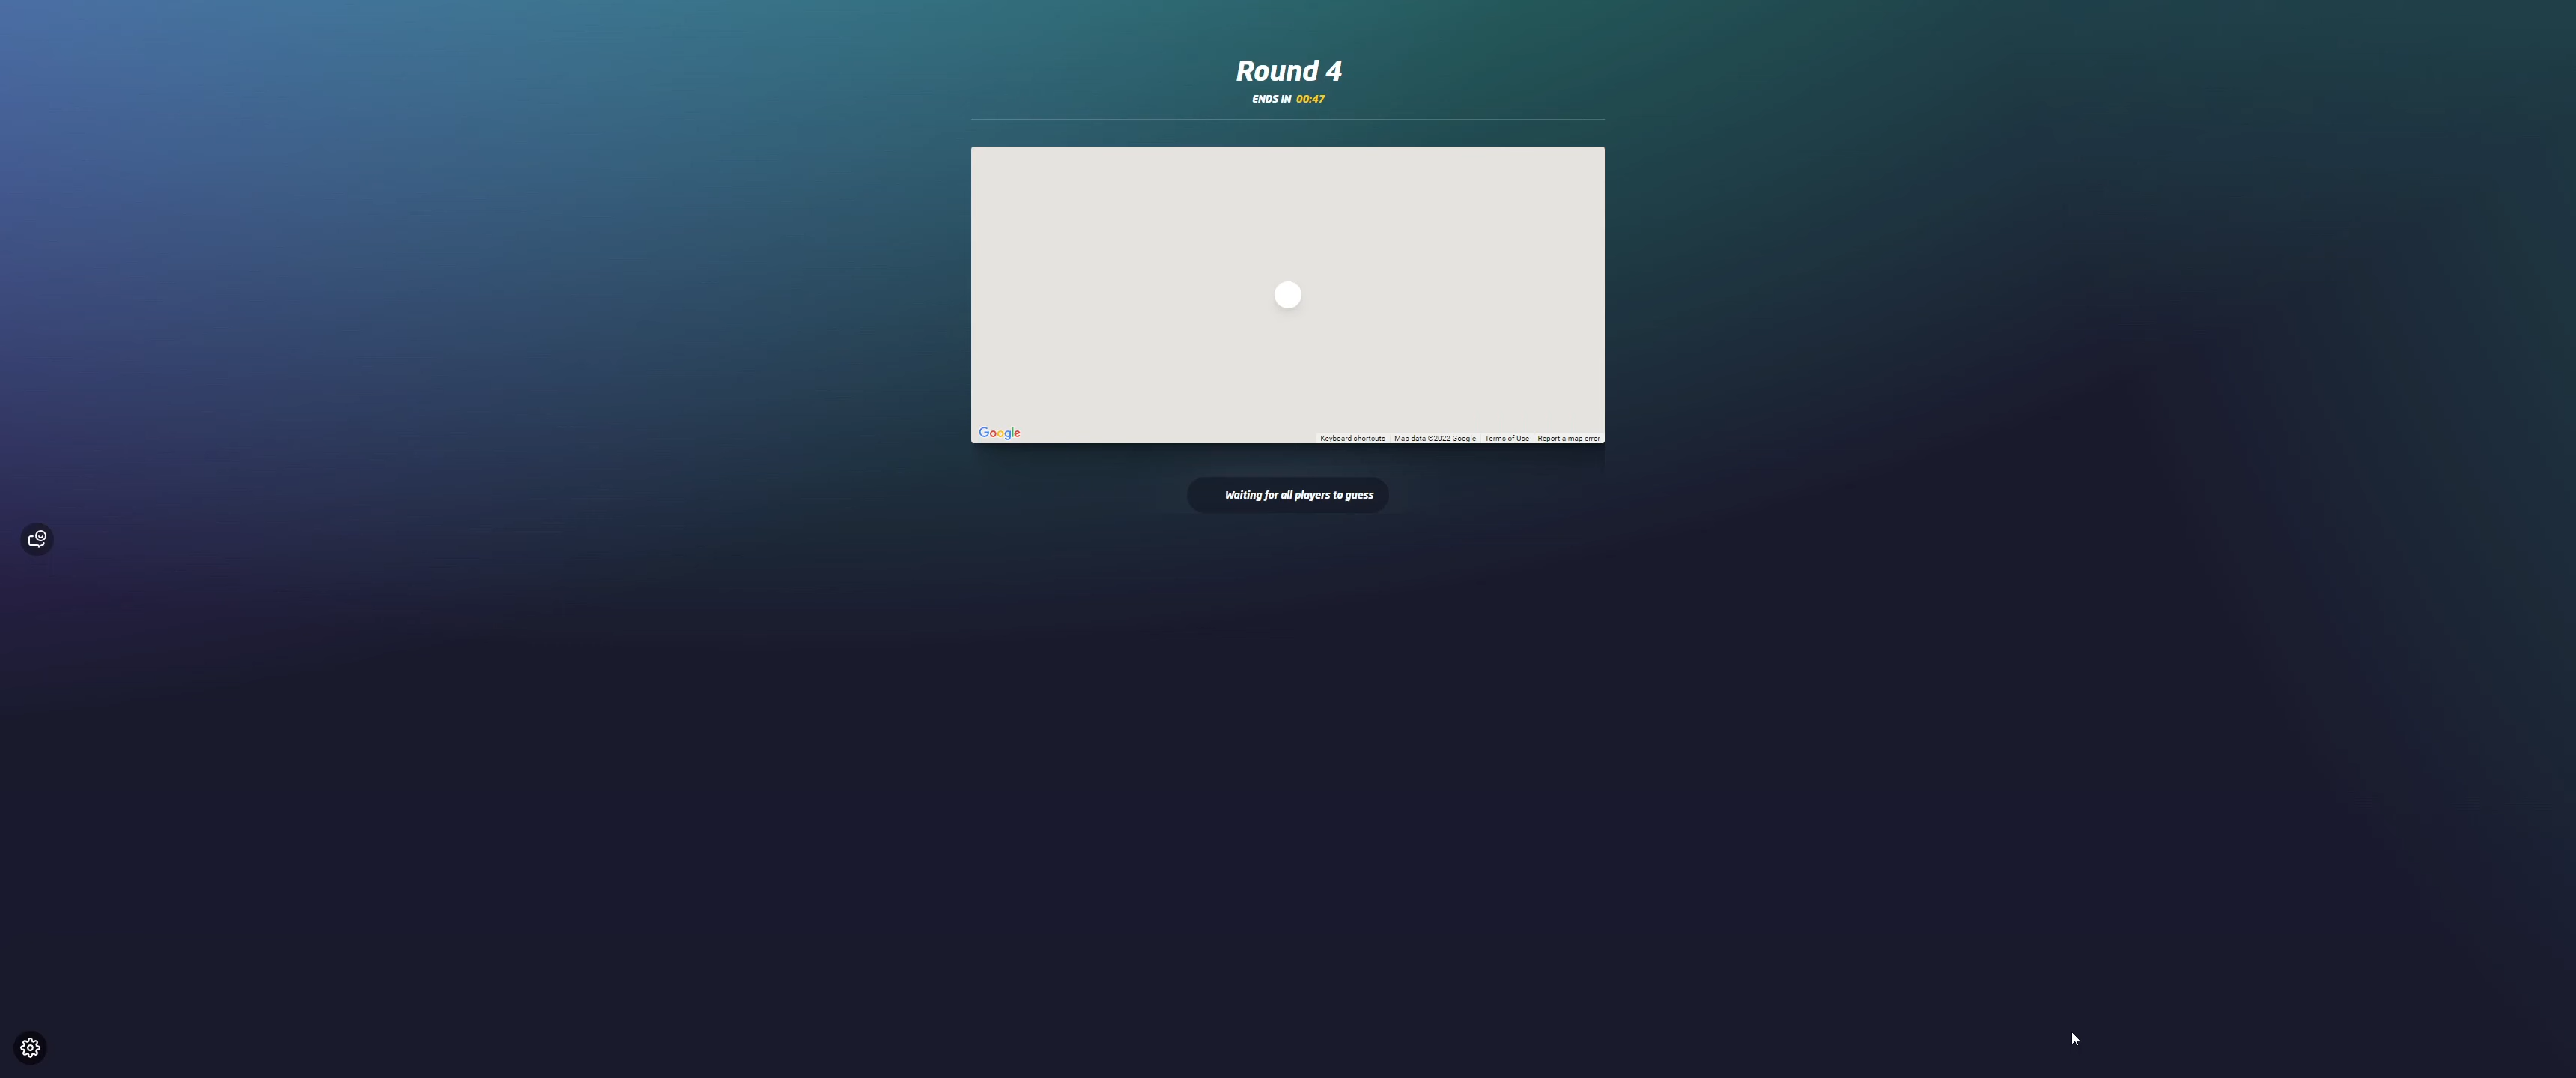 Round 4
ENDS IN 00:47
Google
Keyboard shortcuts Map data ©2022 Google Terms of Use Report a map error
Waiting for all players to guess